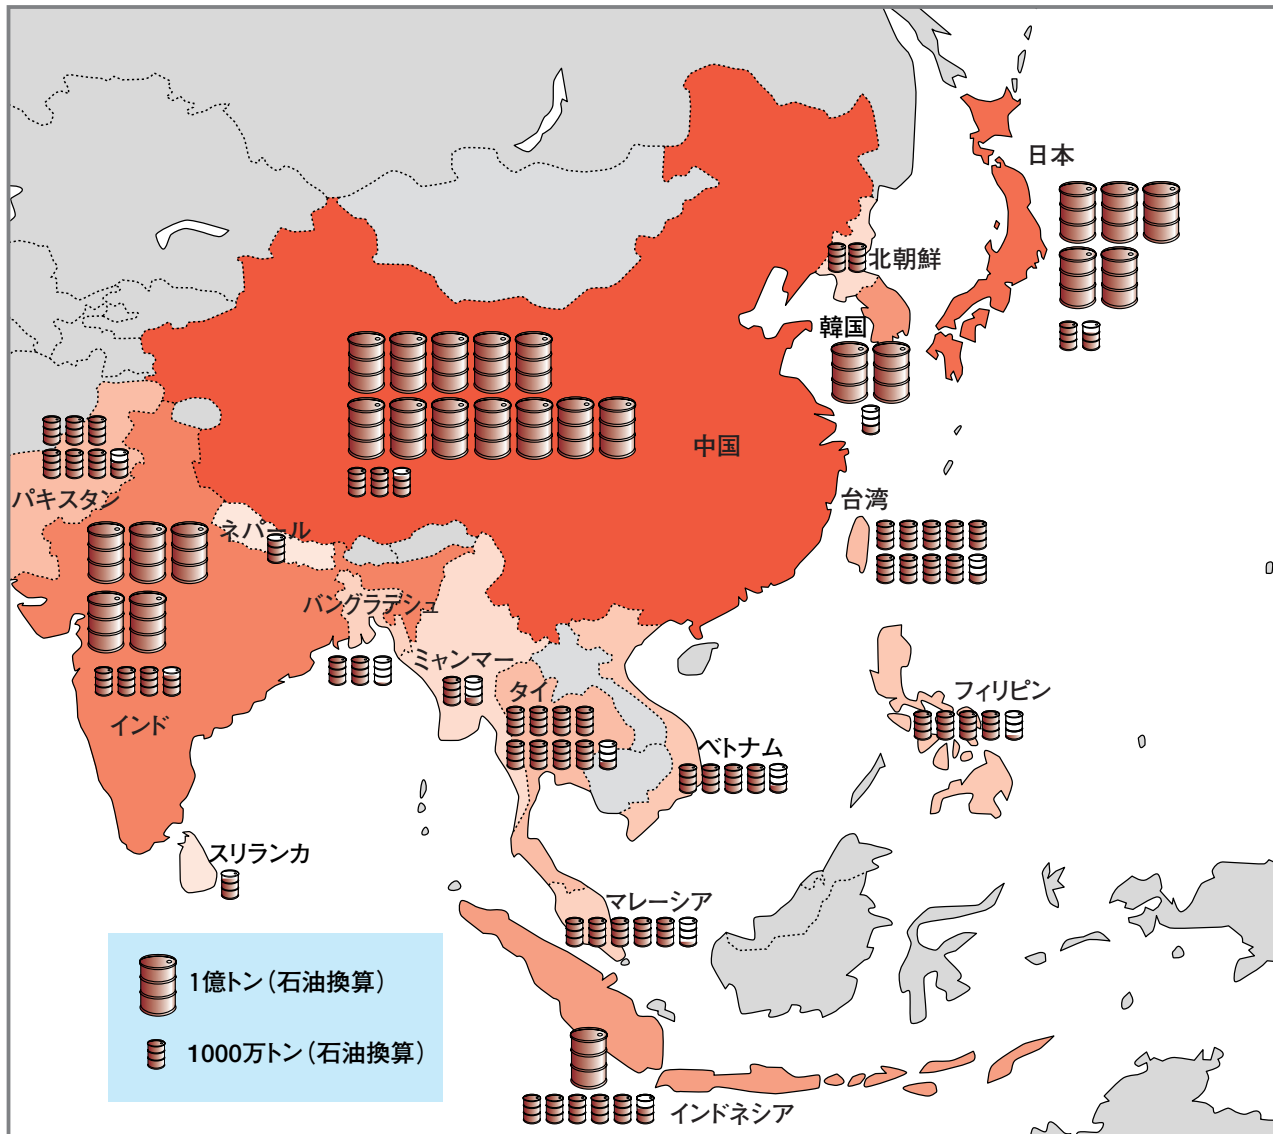 日本
北朝鮮
韓国
中国
台湾
パキスタン
ネパール
バングラデシュ
ミャンマー
タイ
フィリピン
インド
ベトナム
スリランカ
マレーシア
1億トン（石油換算）
1000万トン（石油換算）
インドネシア